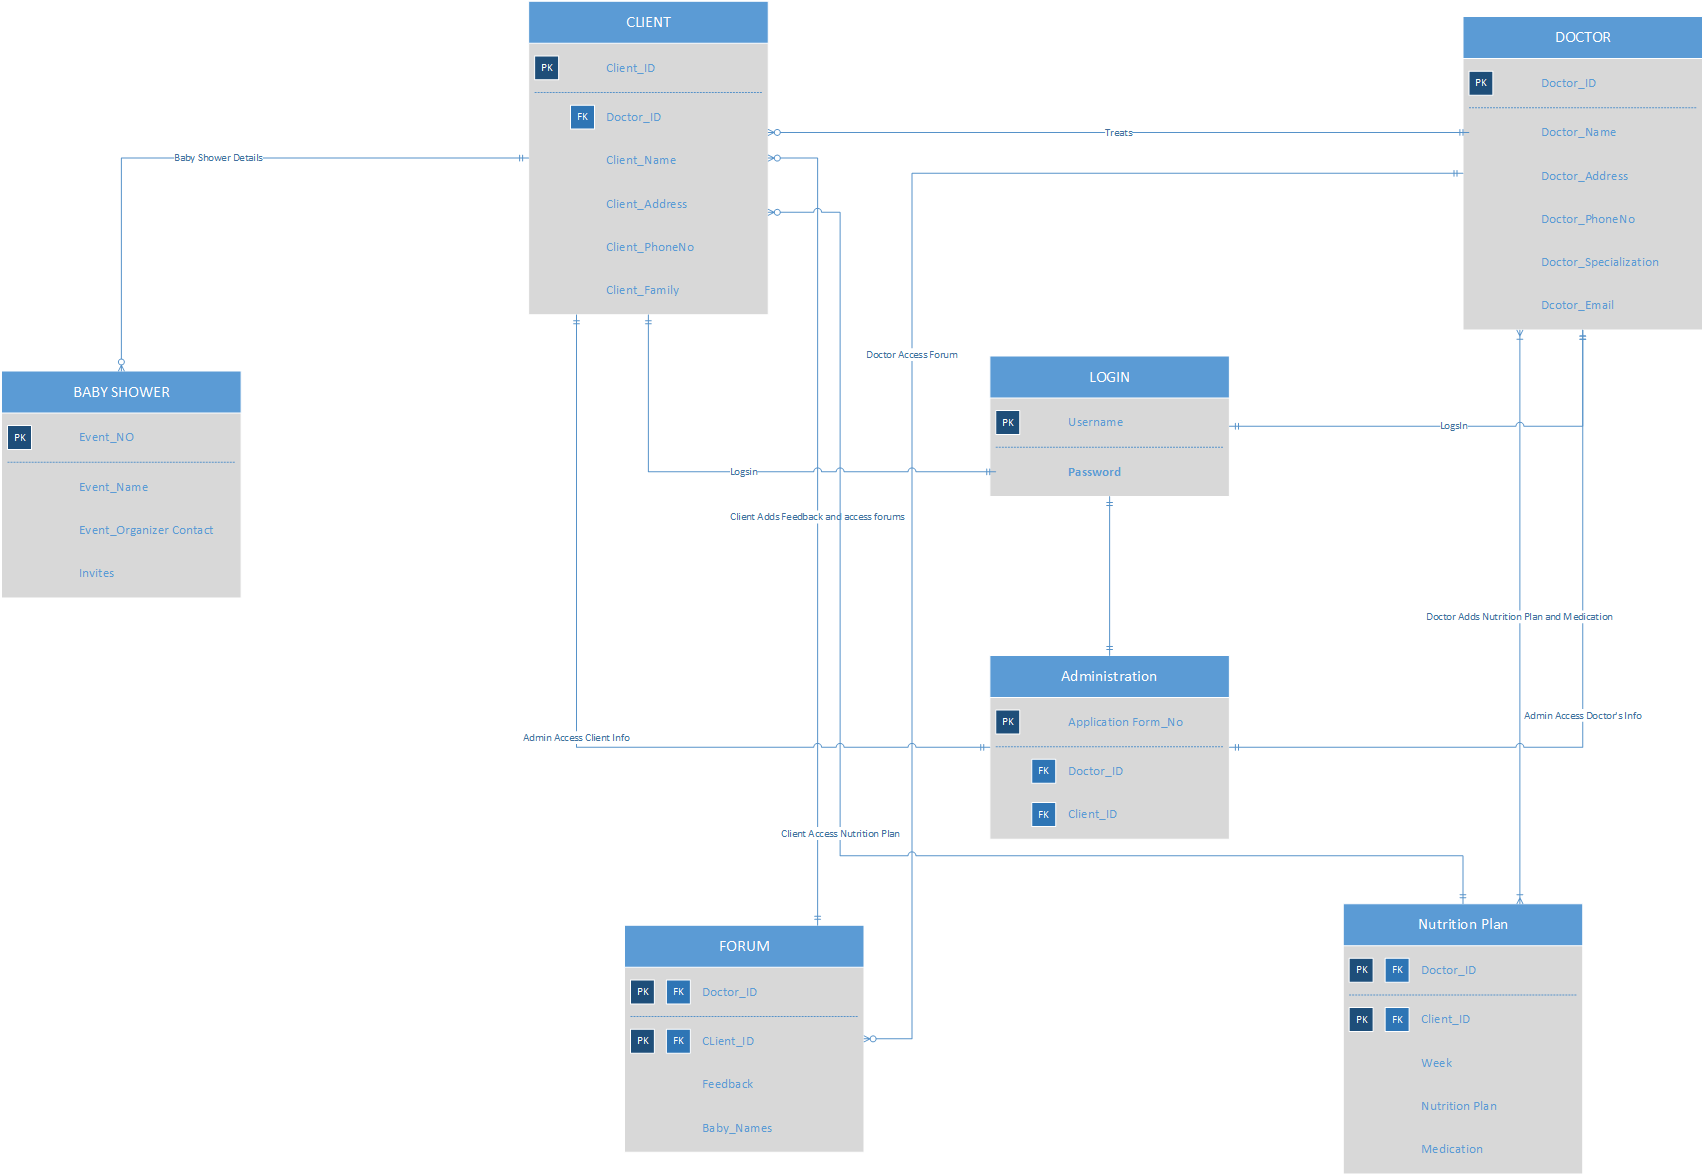 CLIENT
PK Client_ID
FK Doctor_ID
Client_Name
Client_Address
Client_PhoneNo
Client_Family
DOCTOR
PK Doctor_ID
Doctor_Name
Doctor_Address
Doctor_PhoneNo
Doctor_Specialization
Dcotor_Email
Treats
Baby Shower Details
Doctor Access Forum
BABY SHOWER
PK Event_NO
Event_Name
Event_Organizer Contact
Invites
LOGIN
PK Username
Password
LogsIn
Logsin
Client Adds Feedback and access forums
Doctor Adds Nutrition Plan and Medication
Administration
PK Application Form_No
FK Doctor_ID
FK Client_ID
Admin Access Doctor's Info
Admin Access Client Info
Client Access Nutrition Plan
FORUM
PK FK Doctor_ID
PK FK CLient_ID
Feedback
Baby_Names
Nutrition Plan
PK FK Doctor_ID
PK FK Client_ID
Week
Nutrition Plan
Medication